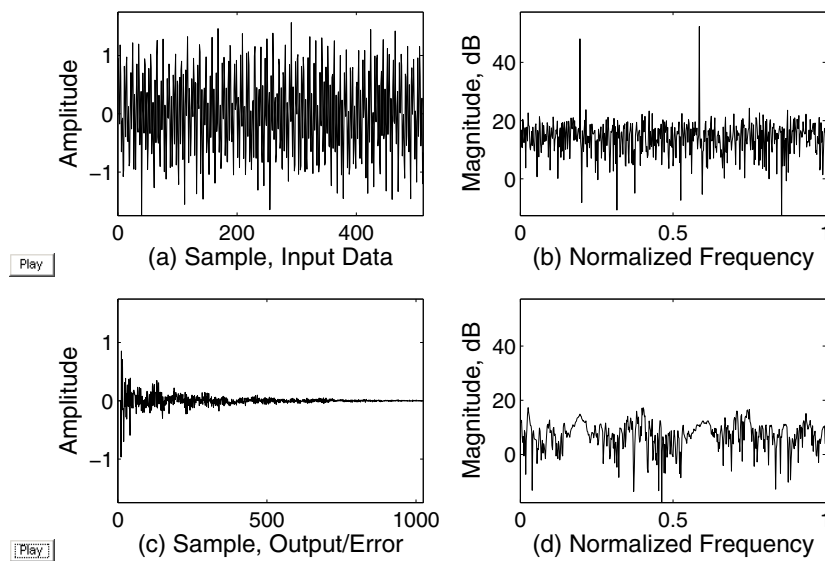 1
0
−1
Amplitude
0
200
400
(a) Sample, Input Data
40
20
0
Magnitude, dB
0
0.5
1
(b) Normalized Frequency
Play
1
0
−1
Amplitude
0
500
1000
(c) Sample, Output/Error
40
20
0
Magnitude, dB
0
0.5
1
(d) Normalized Frequency
Play